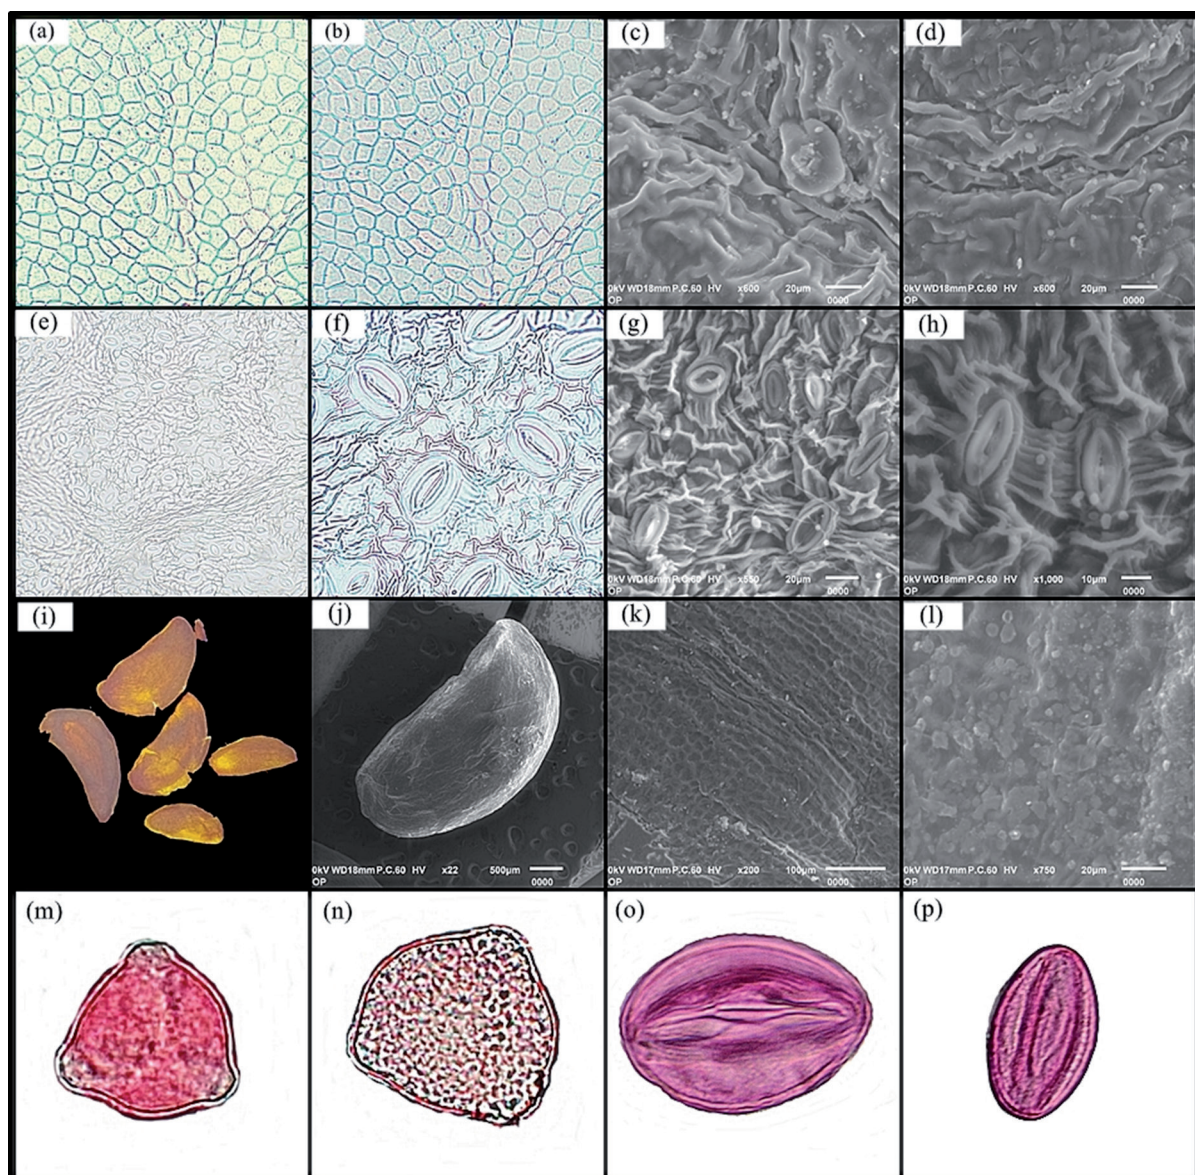 (a)
(b)
(c)
(d)
0kV WD18mm P.C.60 HV x600 20μm
OP 0000
0kV WD18mm P.C.60 HV x600 20μm
OP 0000
(e)
(f)
(g)
(h)
0kV WD18mm P.C.60 HV x550 20μm
OP 0000
0kV WD18mm P.C.60 HV x1,000 10μm
OP 0000
(i)
(j)
(k)
(l)
0kV WD18mm P.C.60 HV x22 500μm
OP 0000
0kV WD17mm P.C.60 HV x200 100μm
OP 0000
0kV WD17mm P.C.60 HV x750 20μm
OP 0000
(m)
(n)
(o)
(p)